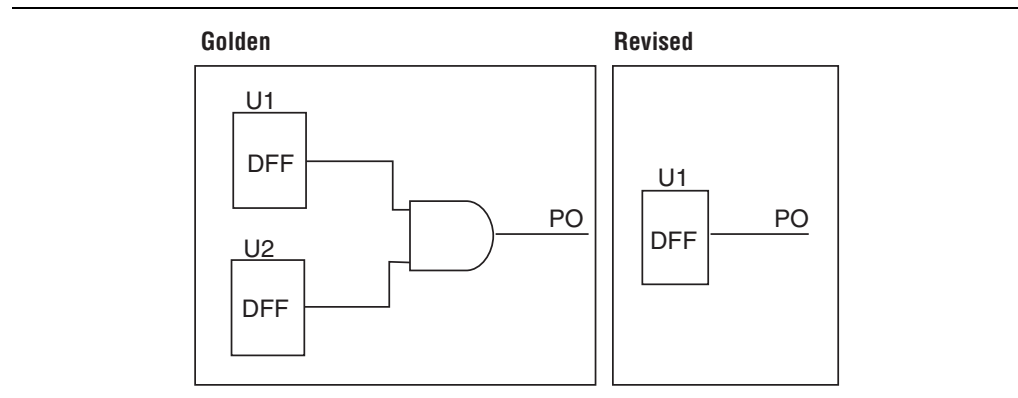 Golden
Revised
U1
DFF
PO
U2
DFF
U1
DFF
PO